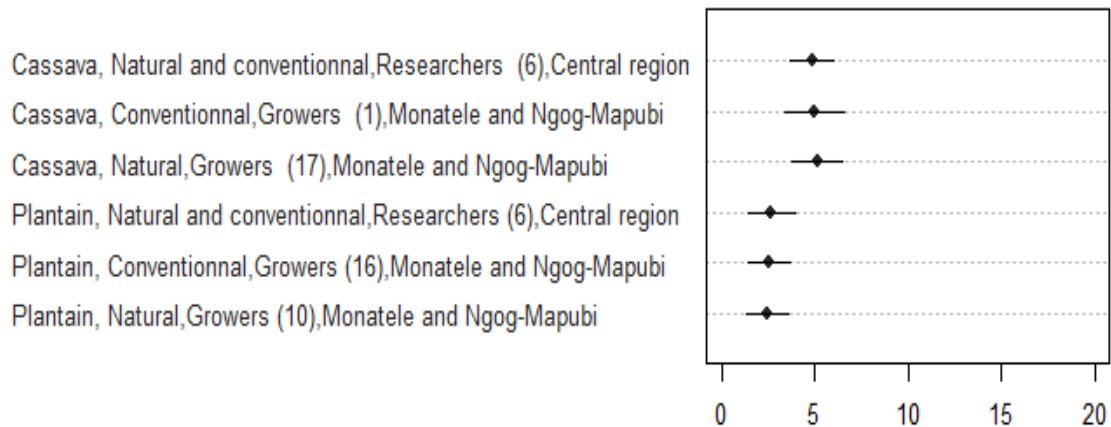 Cassava, Natural and conventionnal,Researchers  (6),Central region
Cassava, Conventionnal,Growers  (1),Monatele and Ngog-Mapubi
Cassava, Natural,Growers  (17),Monatele and Ngog-Mapubi
Plantain, Natural and conventionnal,Researchers (6),Central region
Plantain, Conventionnal,Growers (16),Monatele and Ngog-Mapubi
Plantain, Natural,Growers (10),Monatele and Ngog-Mapubi
0 5 10 15 20